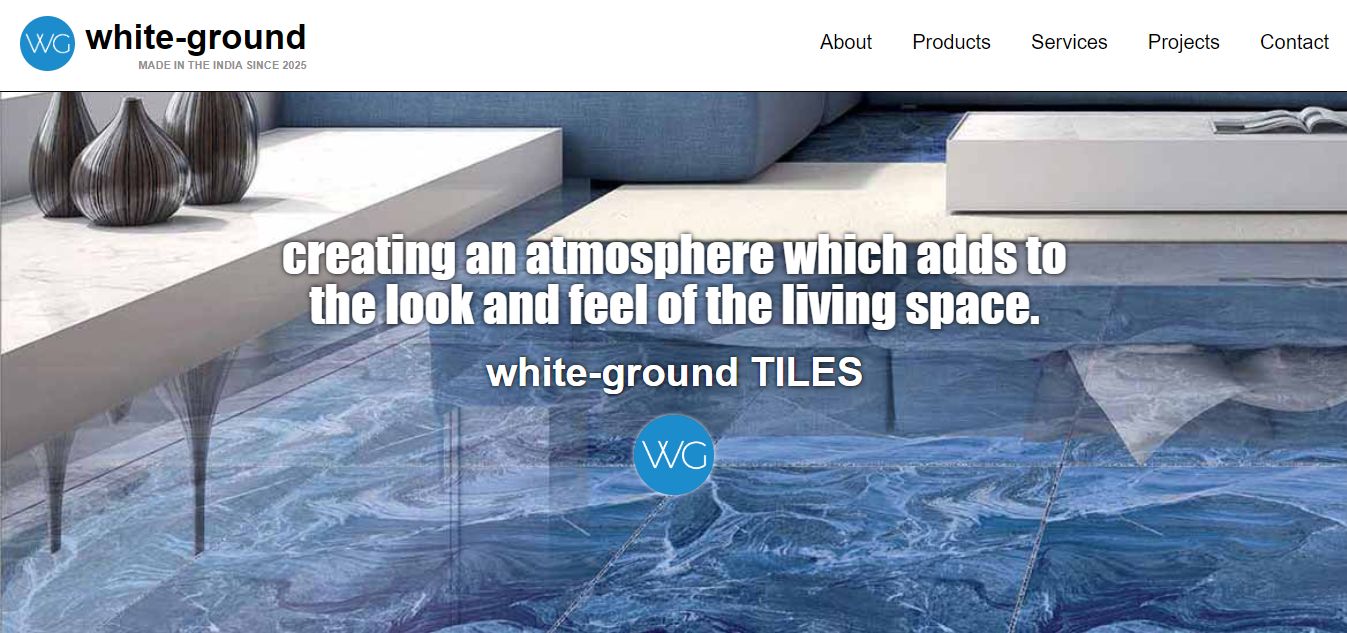 WG white-ground
MADE IN THE INDIA SINCE 2025
About Products Services Projects Contact
creating an atmosphere which adds to
the look and feel of the living space.
white-ground TILES
WG